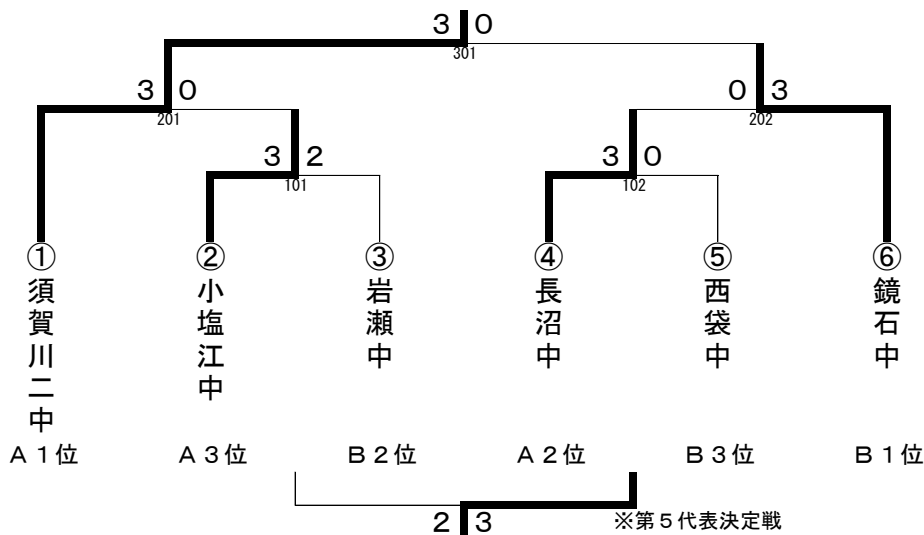 ３ ０
301
３ ０
201
０ ３
202
３ ２
101
３ ０
102
①須賀川二中
②小塩江中
③岩瀬中
④長沼中
⑤西袋中
⑥鏡石中
Ａ１位
Ａ３位
Ｂ２位
Ａ２位
Ｂ３位
Ｂ１位
２ ３
※第５代表決定戦